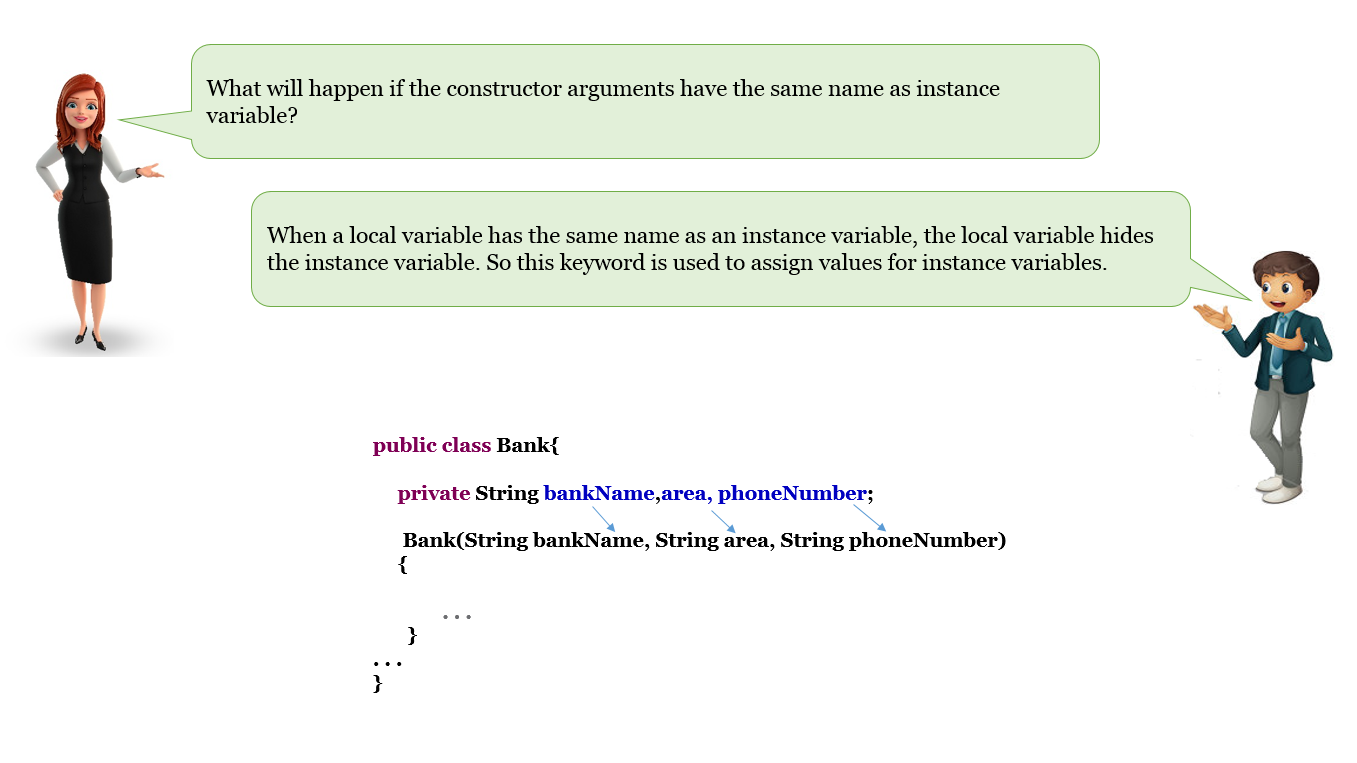 What will happen if the constructor arguments have the same name as instance
variable?
When a local variable has the same name as an instance variable, the local variable hides
the instance variable. So this keyword is used to assign values for instance variables.
public class Bank{
private String bankName,area, phoneNumber;
Bank(String bankName, String area, String phoneNumber)
{
. . .
}
. . .
}